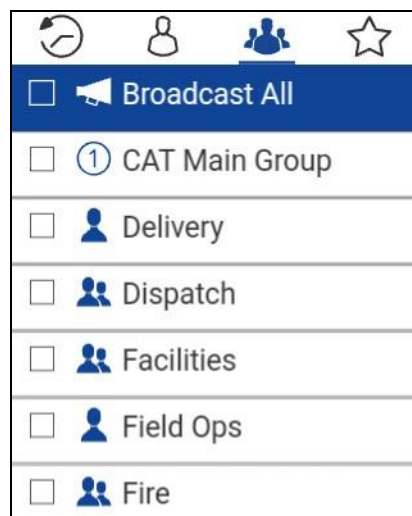 Broadcast All
1 CAT Main Group
Delivery
Dispatch
Facilities
Field Ops
Fire